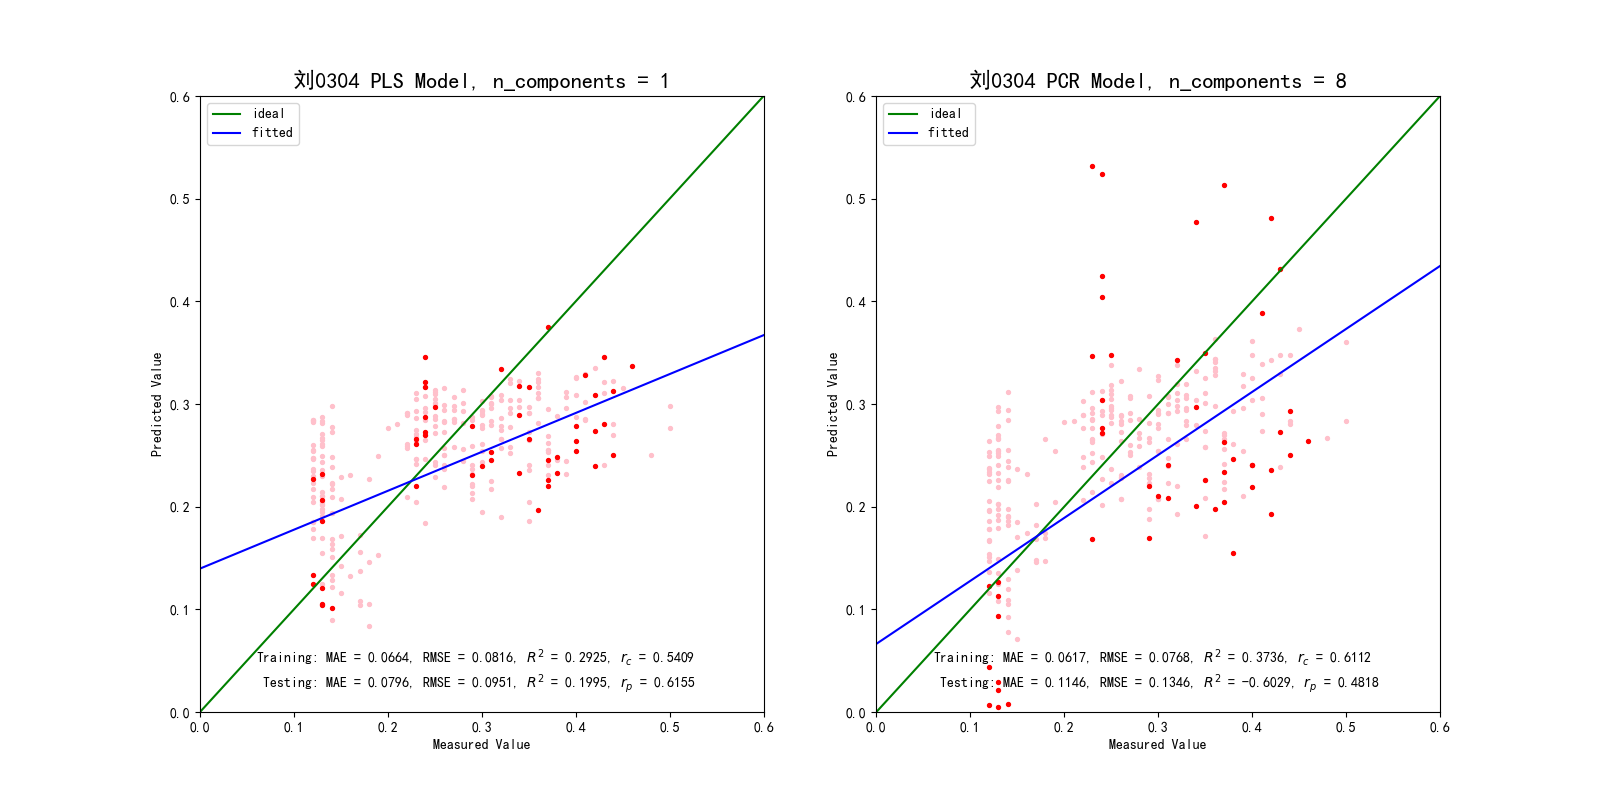 刘0304 PLS Model, n_components = 1
ideal
fitted
0.6
0.5
0.4
0.3
0.2
0.1
0.0
Predicted Value
Training: MAE = 0.0664, RMSE = 0.0816, R² = 0.2925, r_c = 0.5409
Testing: MAE = 0.0796, RMSE = 0.0951, R² = 0.1995, r_p = 0.6155
0.0 0.1 0.2 0.3 0.4 0.5 0.6
Measured Value
刘0304 PCR Model, n_components = 8
ideal
fitted
0.6
0.5
0.4
0.3
0.2
0.1
0.0
Predicted Value
Training: MAE = 0.0617, RMSE = 0.0768, R² = 0.3736, r_c = 0.6112
Testing: MAE = 0.1146, RMSE = 0.1346, R² = −0.6029, r_p = 0.4818
0.0 0.1 0.2 0.3 0.4 0.5 0.6
Measured Value